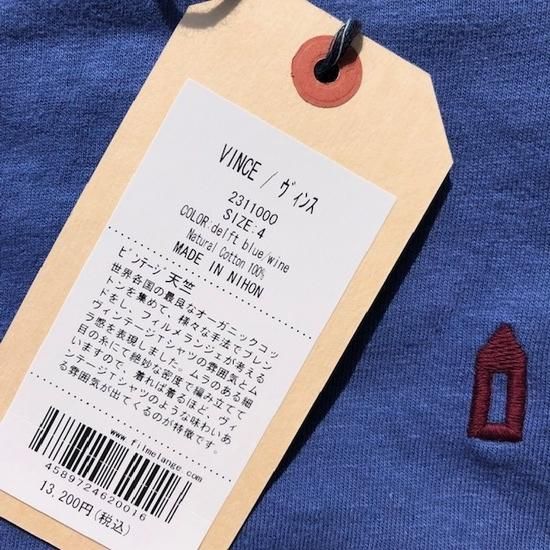 VINCE / ヴィンス
2311000
SIZE:4
COLOR:delft blue/wine
Natural Cotton 100%
MADE IN NIHON
ビンテージ天竺
世界各国の最良なオーガニックコッ
トンを集めて、様々な手法でブレン
ドをし、フィルメランジェが考える
ヴィンテージTシャツの雰囲気とム
ラ感を表現しました。ムラのある細
目の糸にて絶妙な密度で編み立てて
いますので、着れば着るほど、ヴィ
ンテージTシャツのような味わいあ
る雰囲気が出てくるのが特徴です。
www.filmelange.com
4589724620016
13,200円(税込)